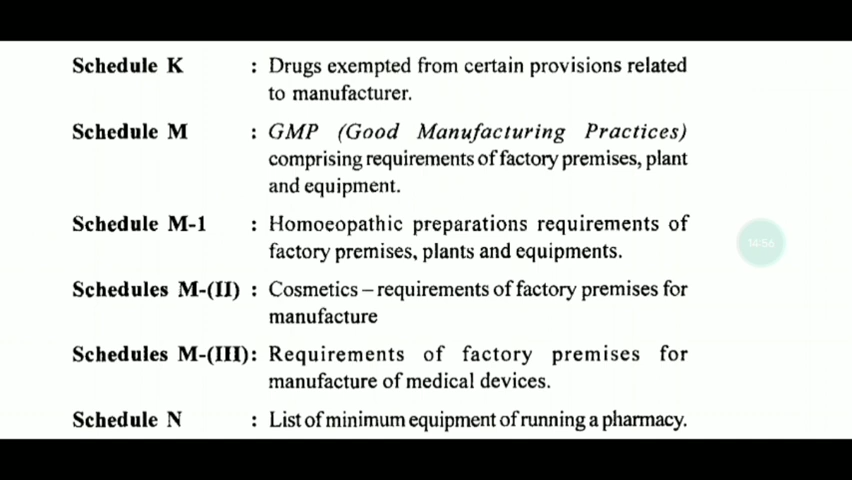 Schedule K : Drugs exempted from certain provisions related
to manufacturer.
Schedule M : GMP (Good Manufacturing Practices)
comprising requirements of factory premises, plant
and equipment.
Schedule M-1 : Homoeopathic preparations requirements of
factory premises, plants and equipments.
Schedules M-(II) : Cosmetics – requirements of factory premises for
manufacture
Schedules M-(III) : Requirements of factory premises for
manufacture of medical devices.
Schedule N : List of minimum equipment of running a pharmacy.
14:56